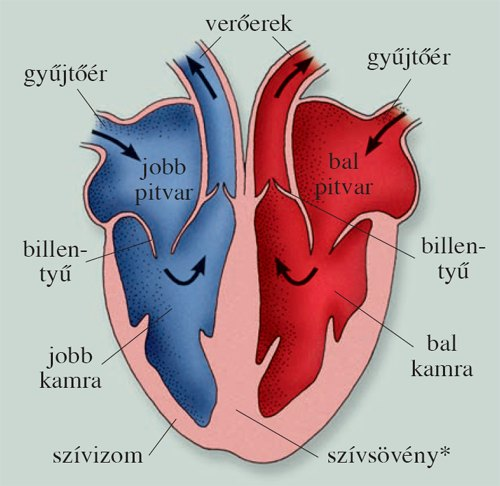 verőerek
gyűjtőér
gyűjtőér
jobb
pitvar
bal
pitvar
billen-
tyű
billen-
tyű
jobb
kamra
bal
kamra
szívizom
szívsövény*